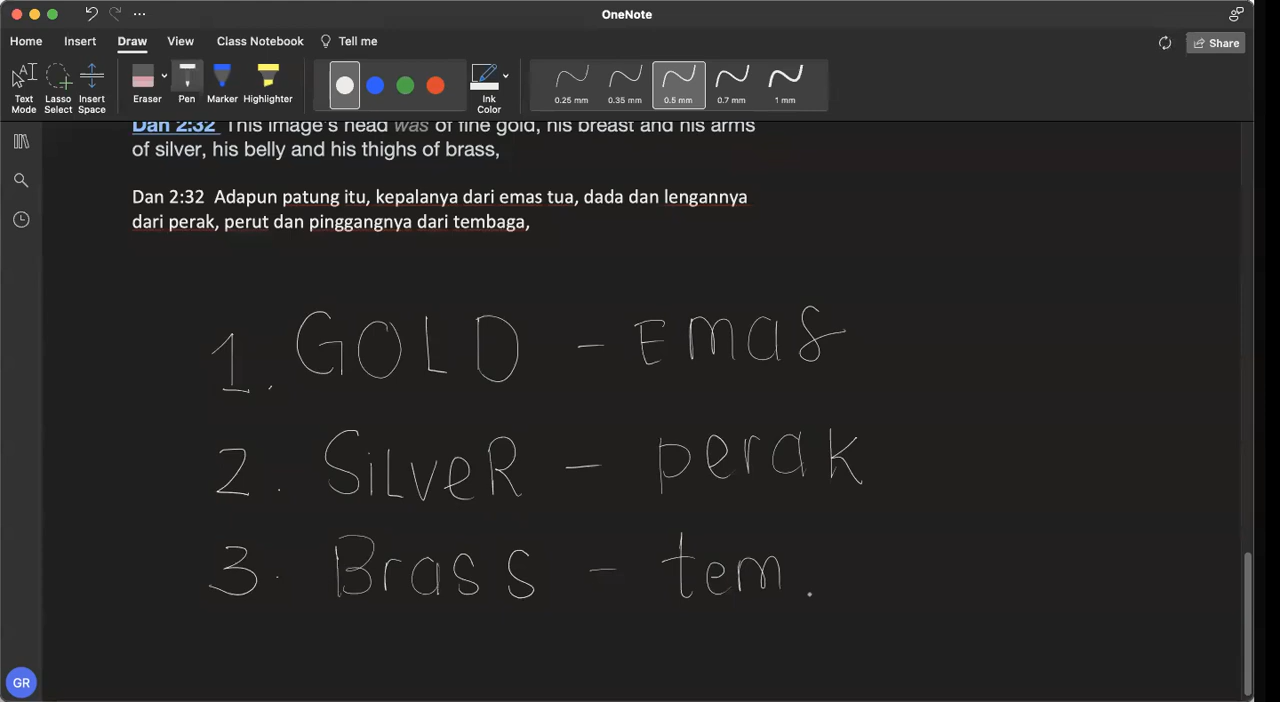 OneNote
Home Insert Draw View Class Notebook Tell me
Share
Text Mode
Lasso Select
Insert Space
Eraser
Pen
Marker
Highlighter
Ink Color
0.25 mm
0.35 mm
0.5 mm
0.7 mm
1 mm
Dan 2:32 This image's head was of fine gold, his breast and his arms
of silver, his belly and his thighs of brass,
Dan 2:32 Adapun patung itu, kepalanya dari emas tua, dada dan lengannya
dari perak, perut dan pinggangnya dari tembaga,
1. GOLD - Emas
2. SiLveR - perak
3. Brass - tem
GR